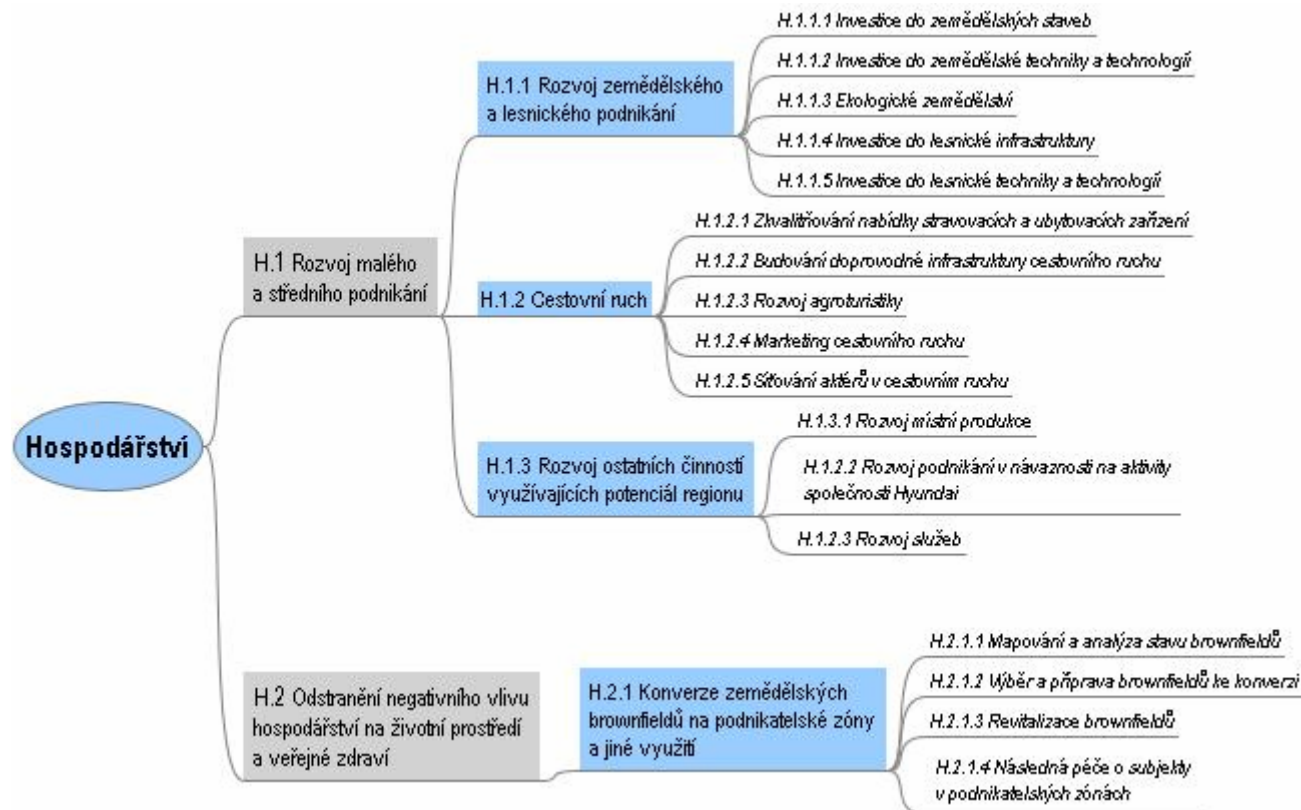 Hospodářství
H.1 Rozvoj malého
a středního podnikání
H.1.1 Rozvoj zemědělského
a lesnického podnikání
H.1.1.1 Investice do zemědělských staveb
H.1.1.2 Investice do zemědělské techniky a technologií
H.1.1.3 Ekologické zemědělství
H.1.1.4 Investice do lesnické infrastruktury
H.1.1.5 Investice do lesnické techniky a technologií
H.1.2 Cestovní ruch
H.1.2.1 Zkvalitňování nabídky stravovacích a ubytovacích zařízení
H.1.2.2 Budování doprovodné infrastruktury cestovního ruchu
H.1.2.3 Rozvoj agroturistiky
H.1.2.4 Marketing cestovního ruchu
H.1.2.5 Síťování aktérů v cestovním ruchu
H.1.3 Rozvoj ostatních činností
využívajících potenciál regionu
H.1.3.1 Rozvoj místní produkce
H.1.2.2 Rozvoj podnikání v návaznosti na aktivity
společnosti Hyundai
H.1.2.3 Rozvoj služeb
H.2 Odstranění negativního vlivu
hospodářství na životní prostředí
a veřejné zdraví
H.2.1 Konverze zemědělských
brownfieldů na podnikatelské zóny
a jiné využití
H.2.1.1 Mapování a analýza stavu brownfieldů
H.2.1.2 Výběr a příprava brownfieldů ke konverzi
H.2.1.3 Revitalizace brownfieldů
H.2.1.4 Následná péče o subjekty
v podnikatelských zónách